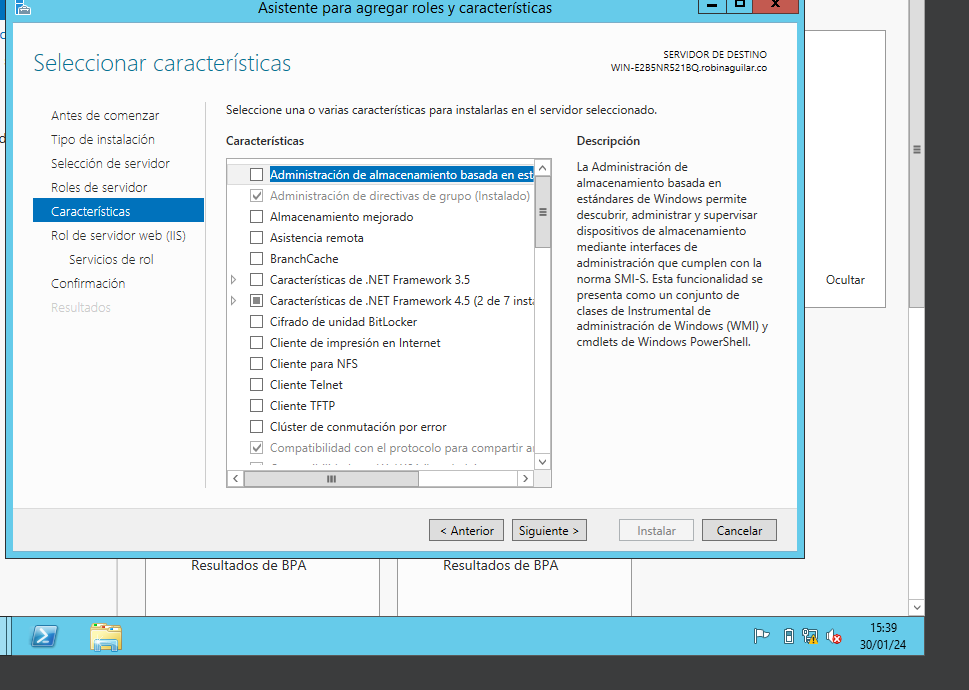 Asistente para agregar roles y características
Seleccionar características
SERVIDOR DE DESTINO
WIN-E2B5NR521BQ.robinaguilar.co
Antes de comenzar
Tipo de instalación
Selección de servidor
Roles de servidor
Características
Rol de servidor web (IIS)
Servicios de rol
Confirmación
Resultados
Seleccione una o varias características para instalarlas en el servidor seleccionado.
Características
Administración de almacenamiento basada en est
Administración de directivas de grupo (Instalado)
Almacenamiento mejorado
Asistencia remota
BranchCache
Características de .NET Framework 3.5
Características de .NET Framework 4.5 (2 de 7 insta
Cifrado de unidad BitLocker
Cliente de impresión en Internet
Cliente para NFS
Cliente Telnet
Cliente TFTP
Clúster de conmutación por error
Compatibilidad con el protocolo para compartir a
Descripción
La Administración de
almacenamiento basada en
estándares de Windows permite
descubrir, administrar y supervisar
dispositivos de almacenamiento
mediante interfaces de
administración que cumplen con la
norma SMI-S. Esta funcionalidad se
presenta como un conjunto de
clases de Instrumental de
administración de Windows (WMI) y
cmdlets de Windows PowerShell.
Ocultar
< Anterior
Siguiente >
Instalar
Cancelar
Resultados de BPA
Resultados de BPA
15:39
30/01/24